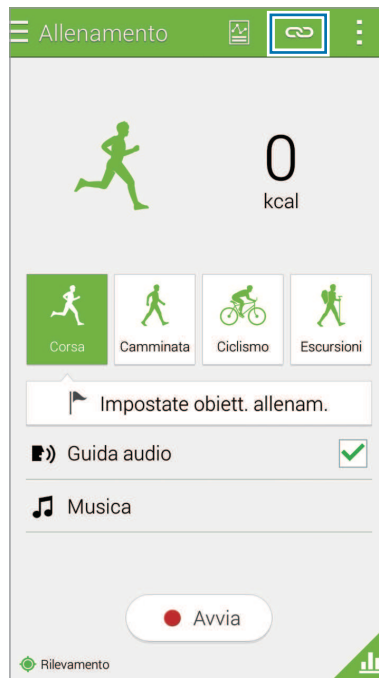 Allenamento
0
kcal
Corsa Camminata Ciclismo Escursioni
Impostate obiett. allenam.
Guida audio
Musica
Avvia
Rilevamento